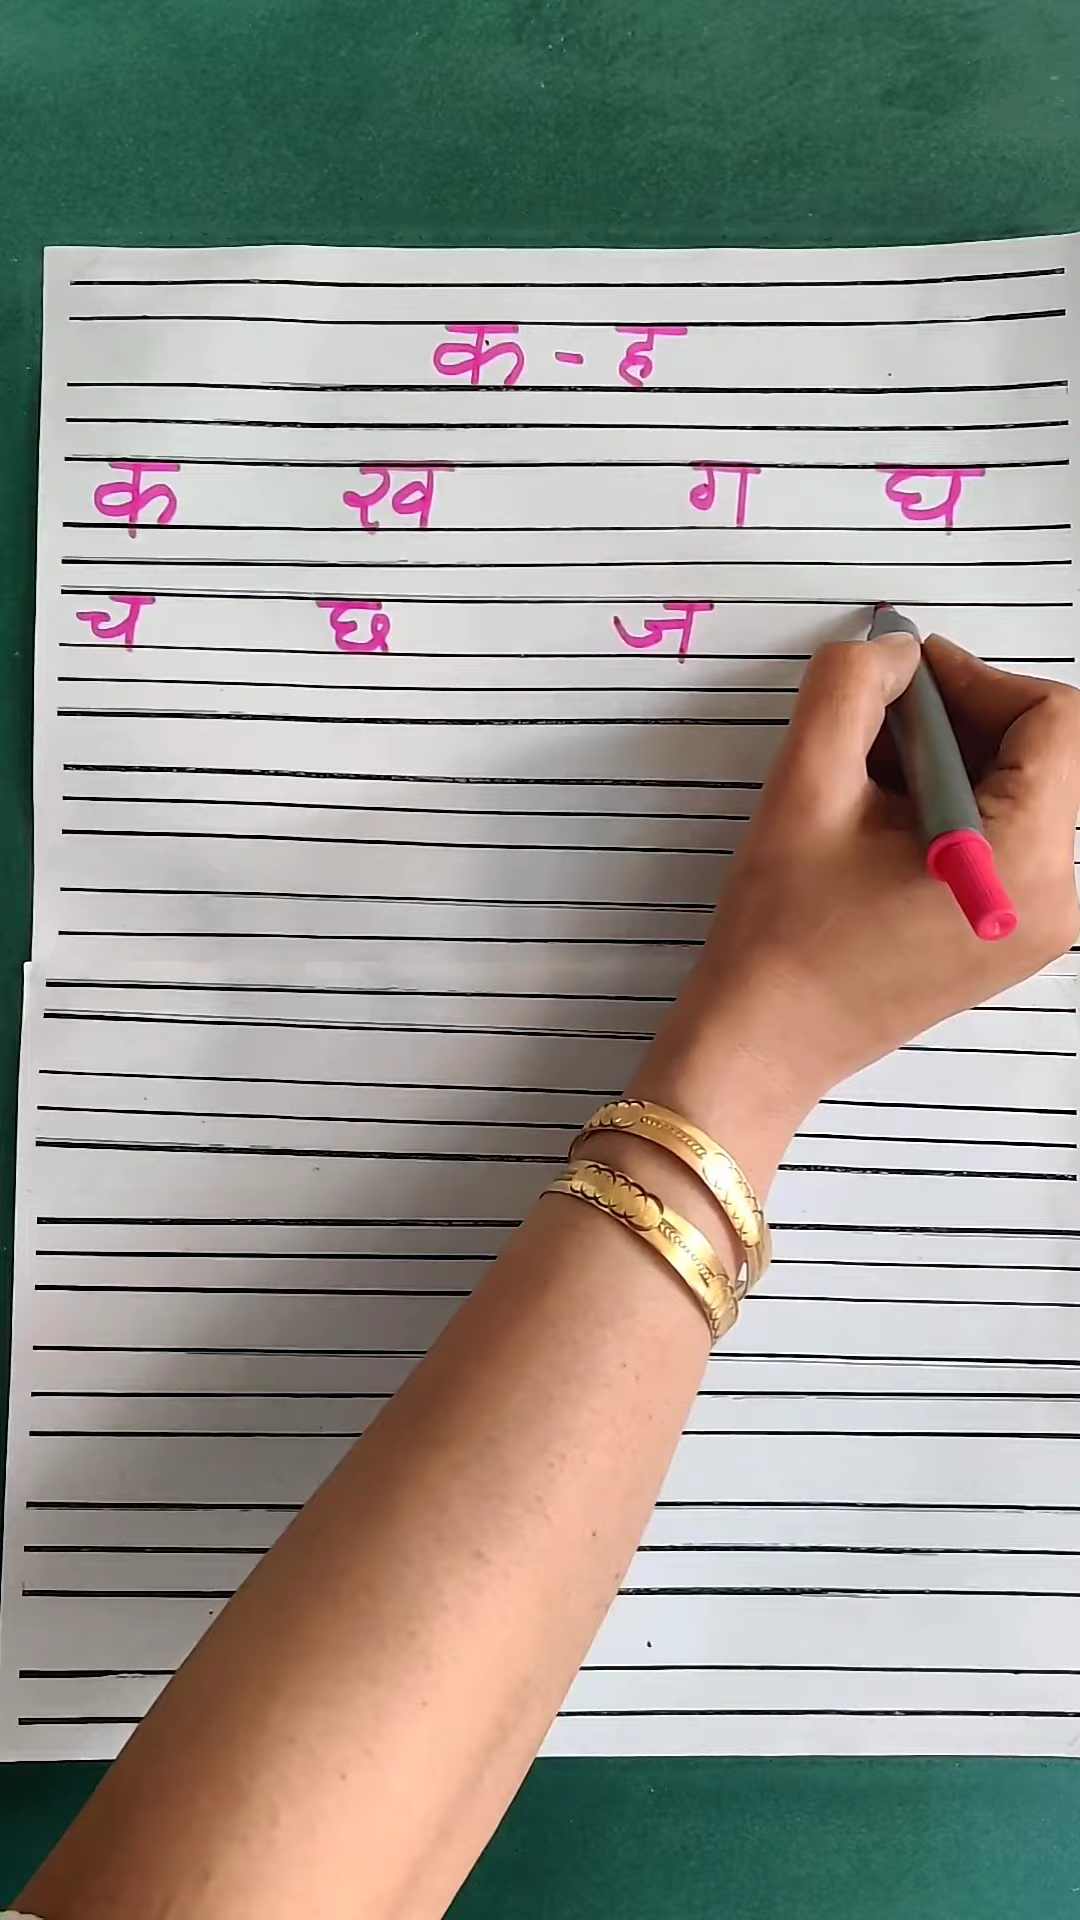 क - ह
क ख ग घ
च छ ज